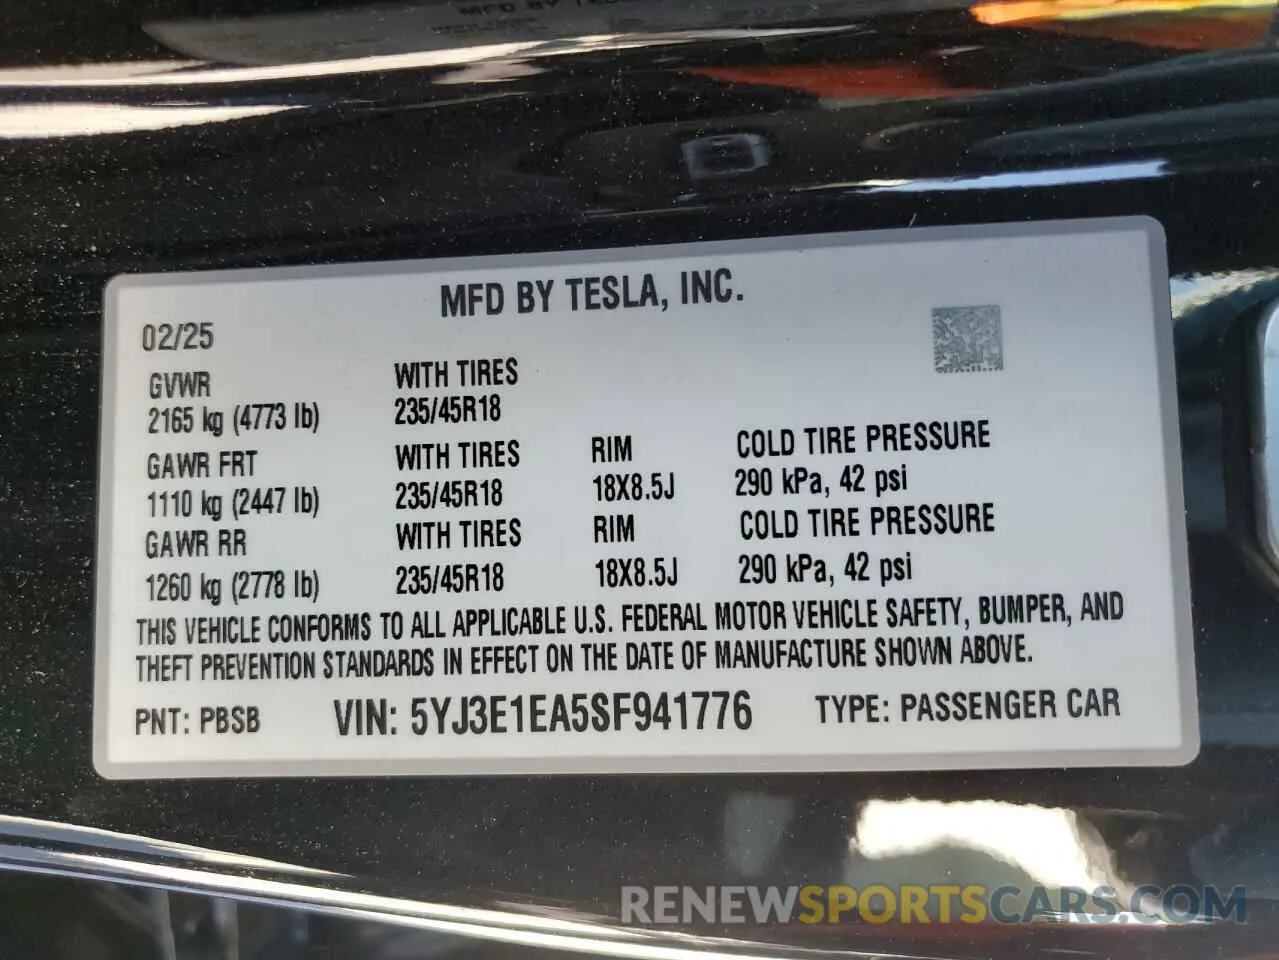 MFD BY TESLA, INC.
02/25
GVWR WITH TIRES
2165 kg (4773 lb) 235/45R18
GAWR FRT WITH TIRES RIM COLD TIRE PRESSURE
1110 kg (2447 lb) 235/45R18 18X8.5J 290 kPa, 42 psi
GAWR RR WITH TIRES RIM COLD TIRE PRESSURE
1260 kg (2778 lb) 235/45R18 18X8.5J 290 kPa, 42 psi
THIS VEHICLE CONFORMS TO ALL APPLICABLE U.S. FEDERAL MOTOR VEHICLE SAFETY, BUMPER, AND
THEFT PREVENTION STANDARDS IN EFFECT ON THE DATE OF MANUFACTURE SHOWN ABOVE.
PNT: PBSB VIN: 5YJ3E1EA5SF941776 TYPE: PASSENGER CAR
RENEWSPORTSCARS.COM